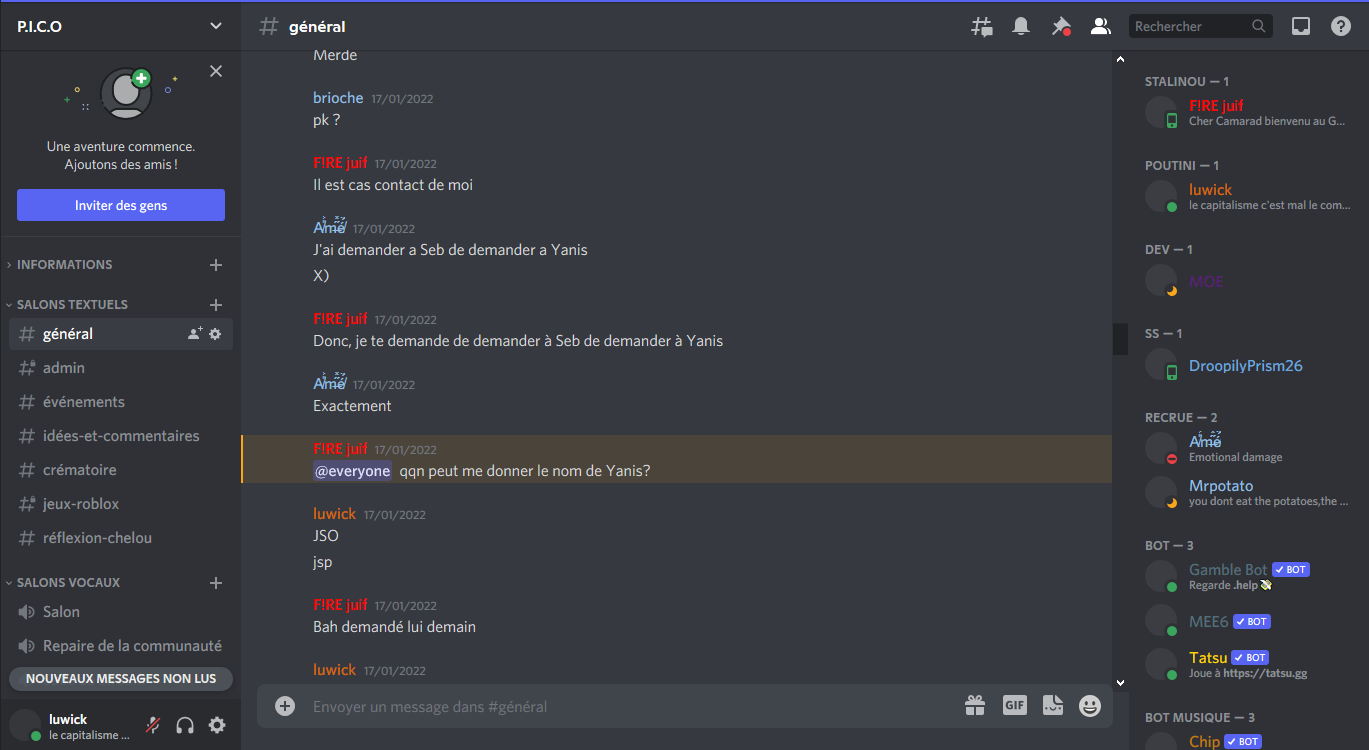 P.I.C.O
Une aventure commence.
Ajoutons des amis !
Inviter des gens
INFORMATIONS
SALONS TEXTUELS
général
admin
événements
idées-et-commentaires
crématoire
jeux-roblox
réflexion-chelou
SALONS VOCAUX
Salon
Repaire de la communauté
NOUVEAUX MESSAGES NON LUS
luwick
le capitalisme ...
# général
Rechercher
Merde
brioche 17/01/2022
pk ?
F!RE juif 17/01/2022
Il est cas contact de moi
Amé 17/01/2022
J'ai demander a Seb de demander a Yanis
X)
F!RE juif 17/01/2022
Donc, je te demande de demander à Seb de demander à Yanis
Amé 17/01/2022
Exactement
F!RE juif 17/01/2022
@everyone qqn peut me donner le nom de Yanis?
luwick 17/01/2022
JSO
jsp
F!RE juif 17/01/2022
Bah demandé lui demain
luwick 17/01/2022
Envoyer un message dans #général
GIF
STALINOU — 1
F!RE juif
Cher Camarad bienvenu au G...
POUTINI — 1
luwick
le capitalisme c'est mal le com...
DEV — 1
MOE
SS — 1
DroopilyPrism26
RECRUE — 2
Amé
Emotional damage
Mrpotato
you dont eat the potatoes,the ...
BOT — 3
Gamble Bot BOT
Regarde .help
MEE6 BOT
Tatsu BOT
Joue à https://tatsu.gg
BOT MUSIQUE — 3
Chip BOT